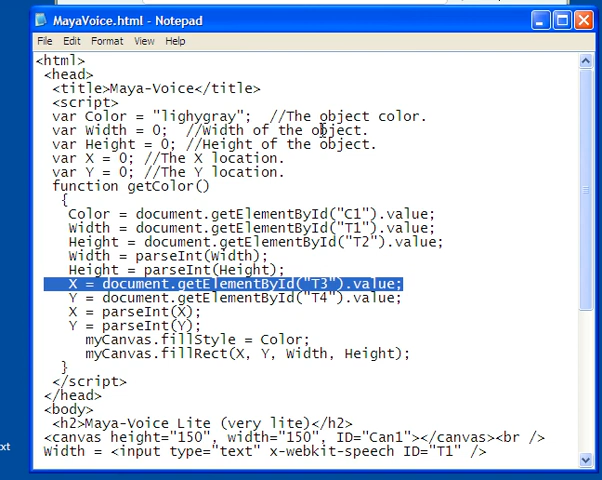 MayaVoice.html - Notepad
File Edit Format View Help
<html>
<head>
<title>Maya-Voice</title>
<script>
var Color = "lighygray"; //The object color.
var Width = 0; //Width of the object.
var Height = 0; //Height of the object.
var X = 0; //The X location.
var Y = 0; //The Y location.
function getColor()
{
Color = document.getElementById("C1").value;
Width = document.getElementById("T1").value;
Height = document.getElementById("T2").value;
Width = parseInt(Width);
Height = parseInt(Height);
X = document.getElementById("T3").value;
Y = document.getElementById("T4").value;
X = parseInt(X);
Y = parseInt(Y);
myCanvas.fillStyle = Color;
myCanvas.fillRect(X, Y, Width, Height);
}
</script>
</head>
<body>
<h2>Maya-Voice Lite (very lite)</h2>
<canvas height="150", width="150", ID="Can1"></canvas><br />
Width = <input type="text" x-webkit-speech ID="T1" />
xt